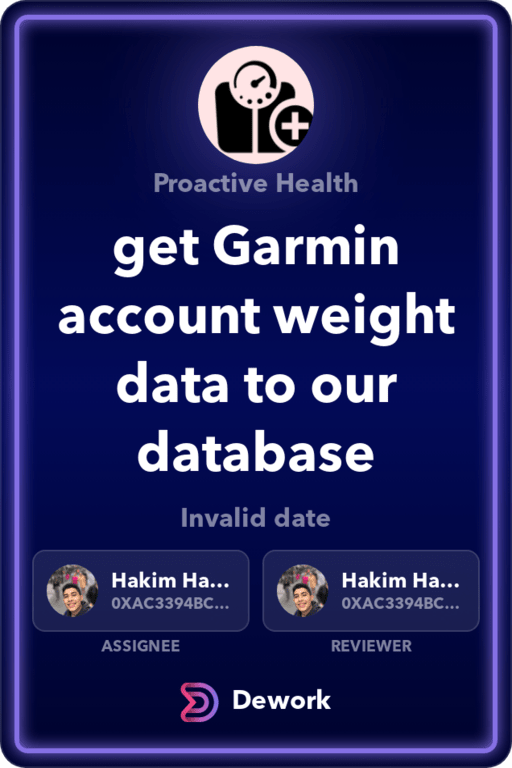 Proactive Health
get Garmin
account weight
data to our
database
Invalid date
Hakim Ha...
0XAC3394BC...
ASSIGNEE
Hakim Ha...
0XAC3394BC...
REVIEWER
Dework